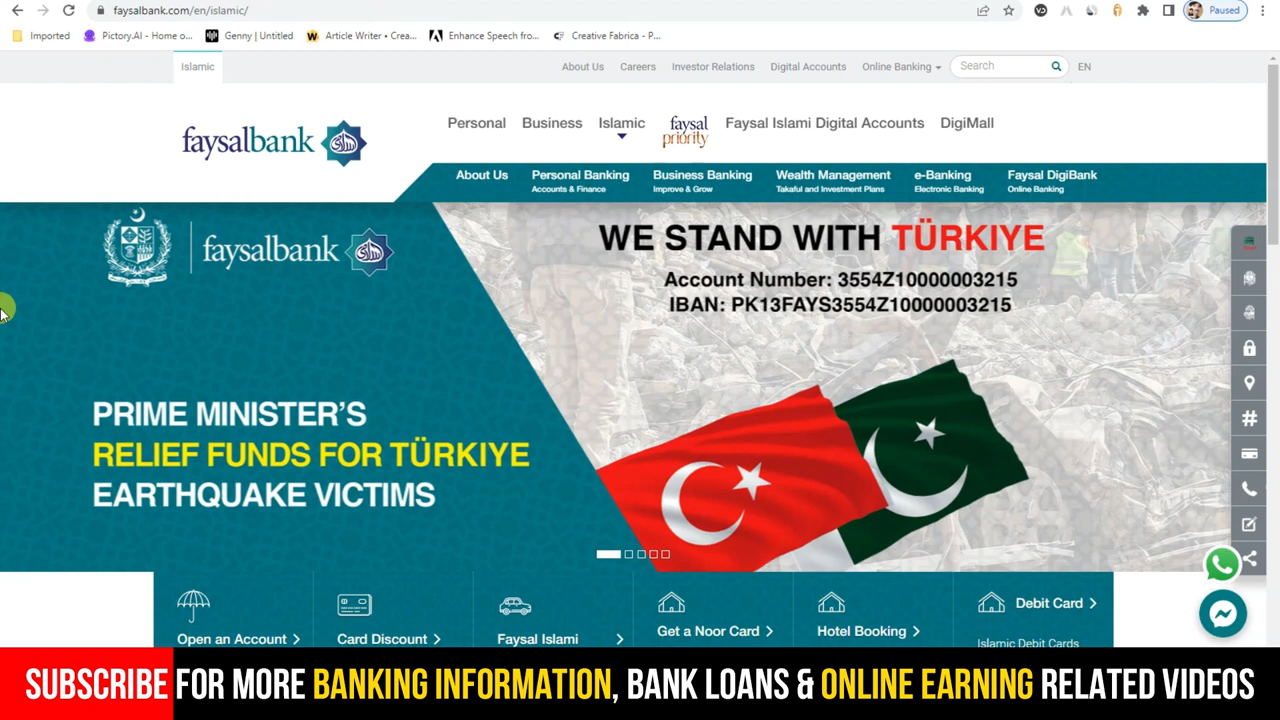 faysalbank.com/en/islamic/
Paused
Imported
Pictory.AI - Home o...
Genny | Untitled
Article Writer • Crea...
Enhance Speech from...
Creative Fabrica - P...
Islamic
About Us
Careers
Investor Relations
Digital Accounts
Online Banking
Search
EN
faysalbank
Personal
Business
Islamic
faysal
priority
Faysal Islami Digital Accounts
DigiMall
About Us
Personal Banking
Accounts & Finance
Business Banking
Improve & Grow
Wealth Management
Takaful and Investment Plans
e-Banking
Electronic Banking
Faysal DigiBank
Online Banking
faysalbank
WE STAND WITH TÜRKIYE
Account Number: 3554Z10000003215
IBAN: PK13FAYS3554Z10000003215
PRIME MINISTER'S
RELIEF FUNDS FOR TÜRKIYE
EARTHQUAKE VICTIMS
Open an Account
Card Discount
Faysal Islami
Get a Noor Card
Hotel Booking
Debit Card
Islamic Debit Cards
SUBSCRIBE FOR MORE BANKING INFORMATION, BANK LOANS & ONLINE EARNING RELATED VIDEOS